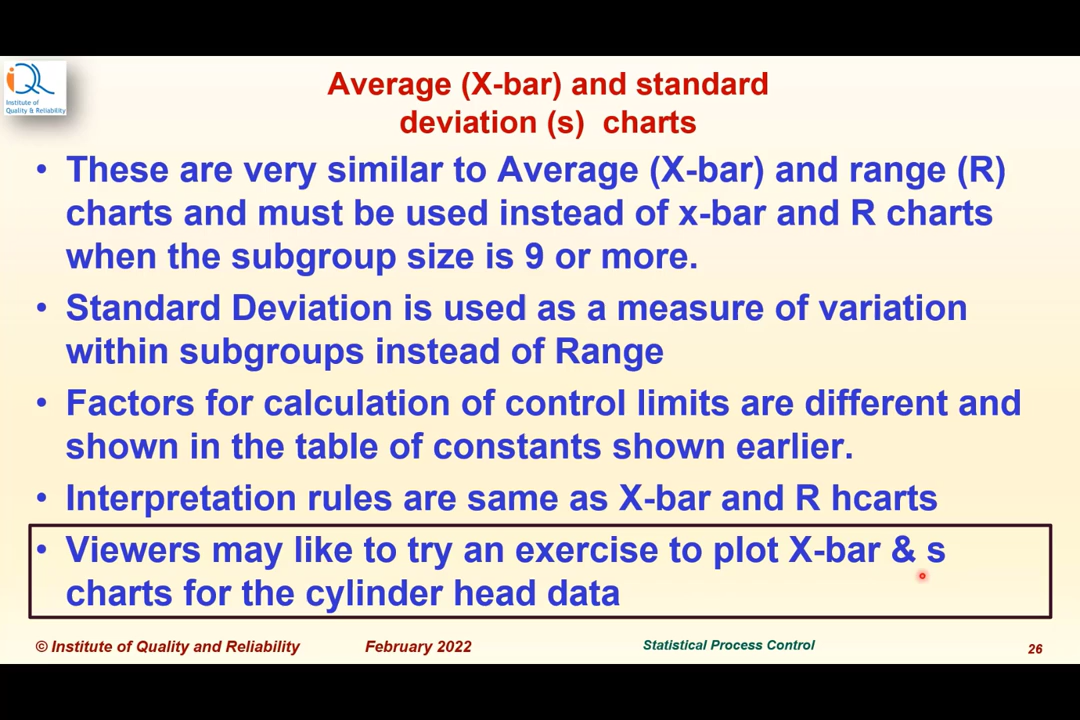 iQR
Institute of
Quality & Reliability
Average (X-bar) and standard
deviation (s) charts
• These are very similar to Average (X-bar) and range (R)
charts and must be used instead of x-bar and R charts
when the subgroup size is 9 or more.
• Standard Deviation is used as a measure of variation
within subgroups instead of Range
• Factors for calculation of control limits are different and
shown in the table of constants shown earlier.
• Interpretation rules are same as X-bar and R hcarts
• Viewers may like to try an exercise to plot X-bar & s
charts for the cylinder head data
© Institute of Quality and Reliability February 2022 Statistical Process Control 26